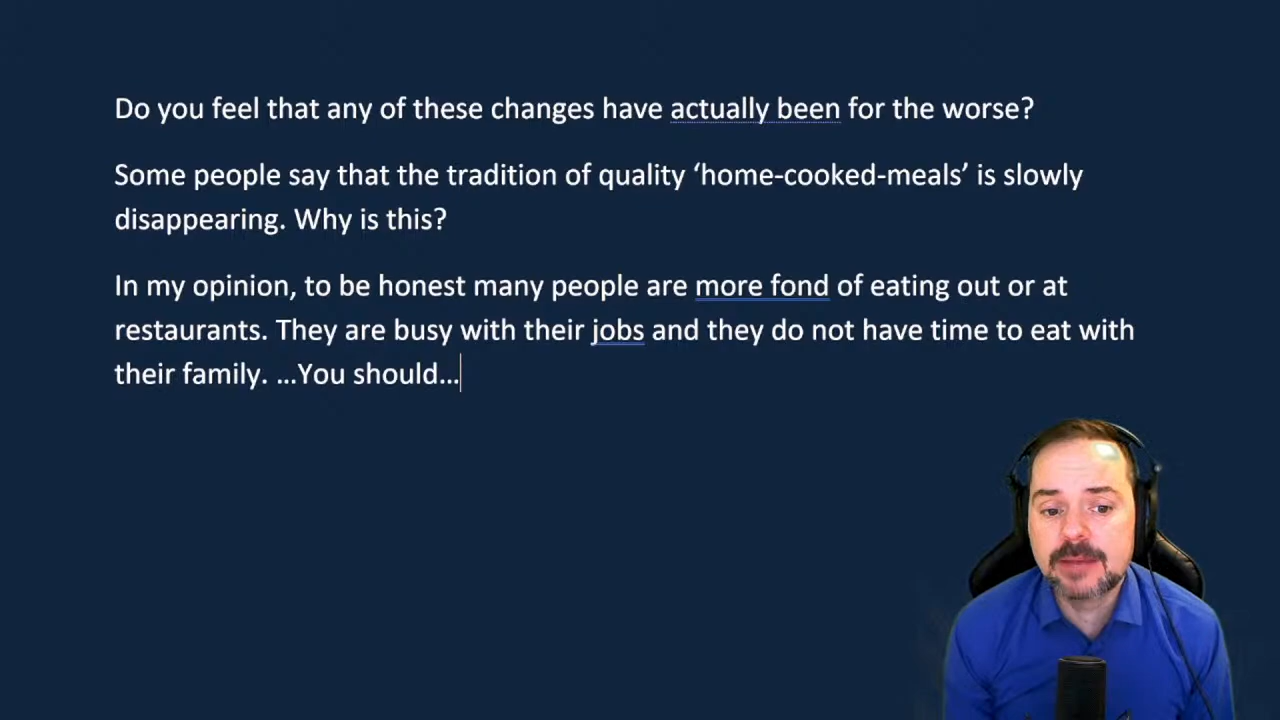 Do you feel that any of these changes have actually been for the worse?
Some people say that the tradition of quality ‘home-cooked-meals’ is slowly
disappearing. Why is this?
In my opinion, to be honest many people are more fond of eating out or at
restaurants. They are busy with their jobs and they do not have time to eat with
their family. …You should…